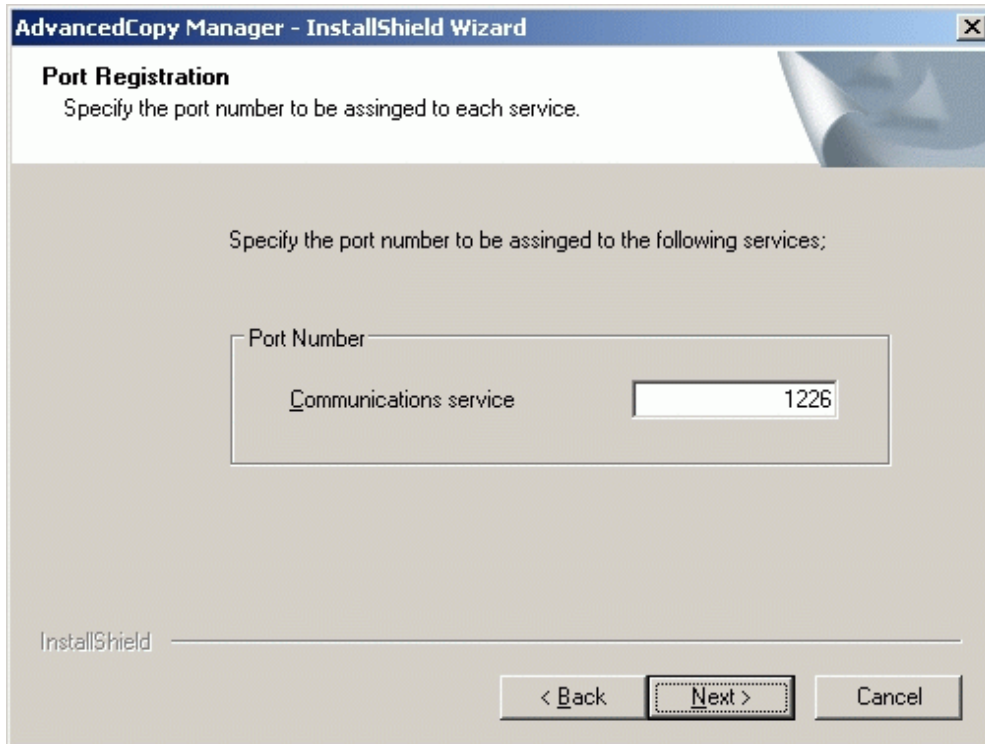 AdvancedCopy Manager - InstallShield Wizard
Port Registration
Specify the port number to be assinged to each service.
Specify the port number to be assinged to the following services;
Port Number
Communications service 1226
InstallShield
< Back Next > Cancel